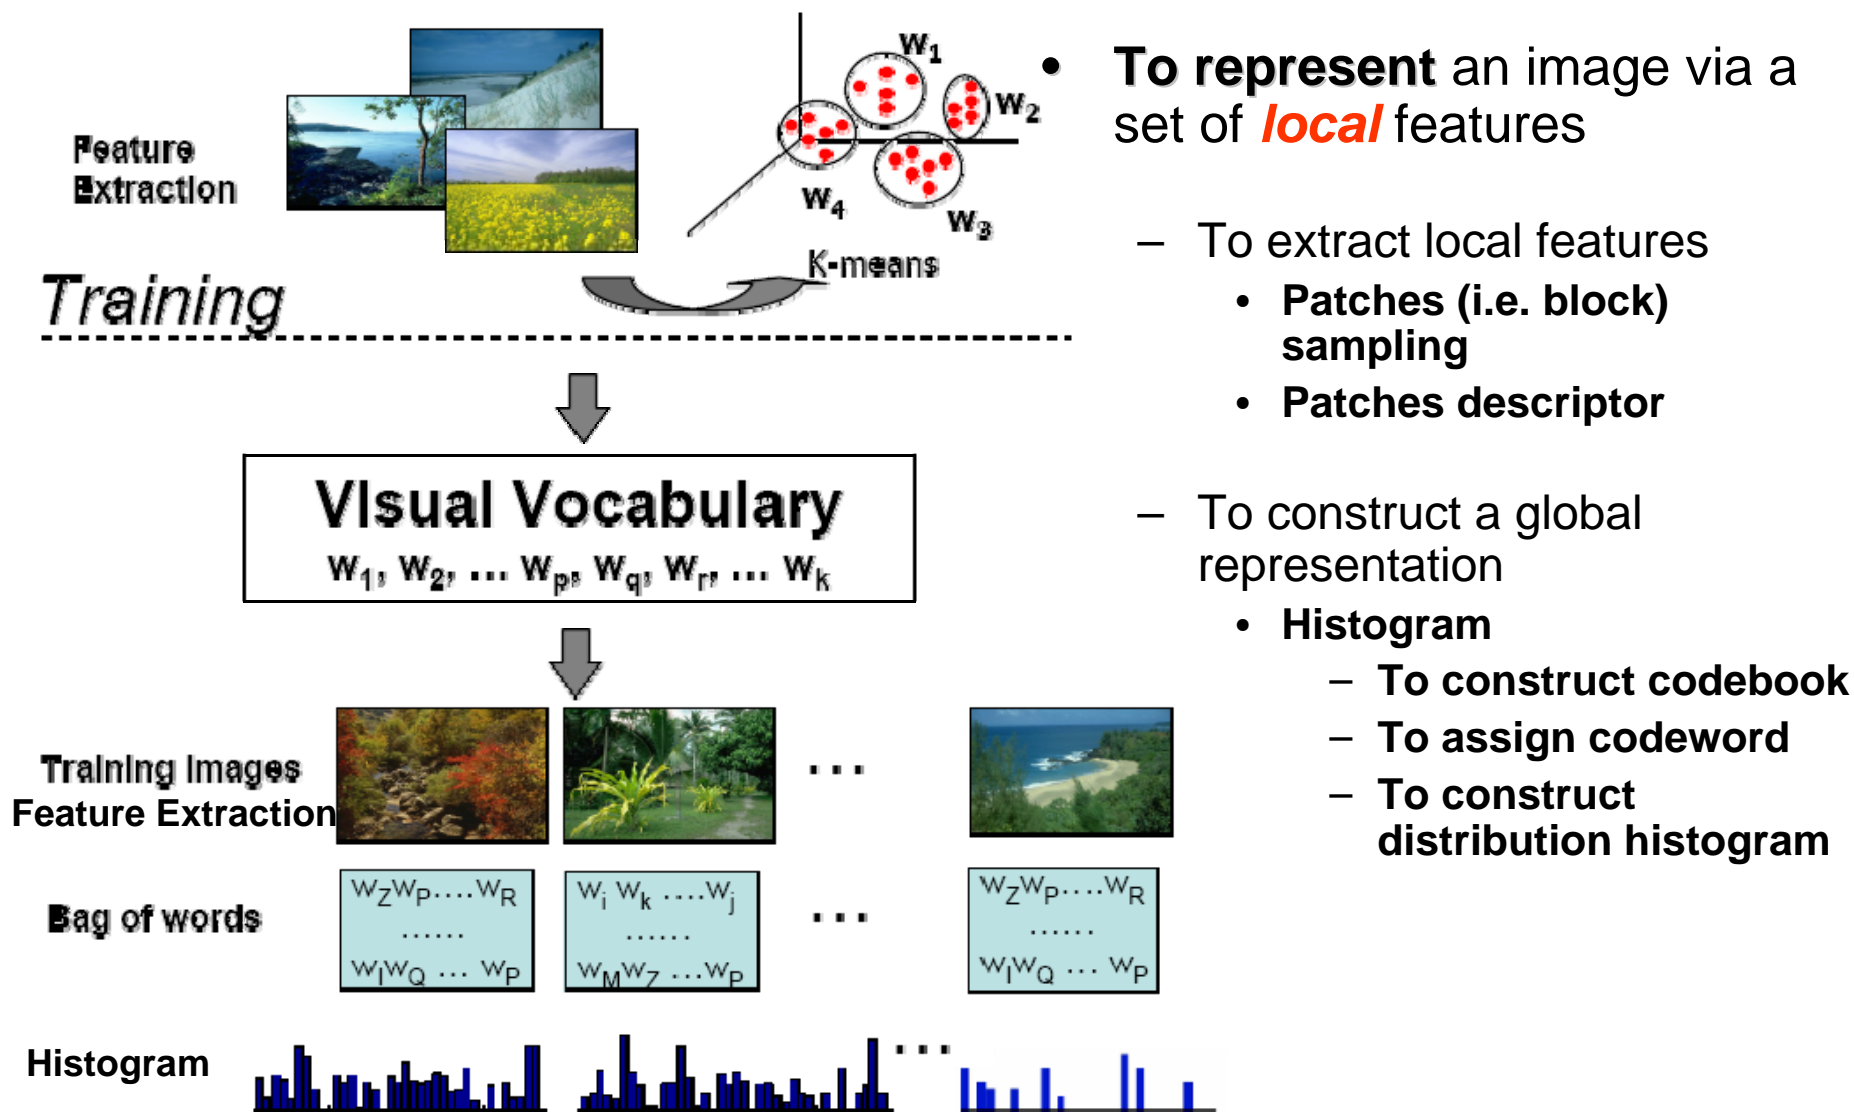 Feature
Extraction
w1
w2
w4
w3
K-means
Training
Visual Vocabulary
w1, w2, ... wp, wq, wr, ... wk
Training Images
Feature Extraction
...
Bag of words
wZwP....wR
......
wIwQ ... wP
wi wk ....wj
......
wMwZ ...wP
...
wZwP....wR
......
wIwQ ... wP
Histogram
...
• To represent an image via a
set of local features
– To extract local features
• Patches (i.e. block)
sampling
• Patches descriptor
– To construct a global
representation
• Histogram
– To construct codebook
– To assign codeword
– To construct
distribution histogram